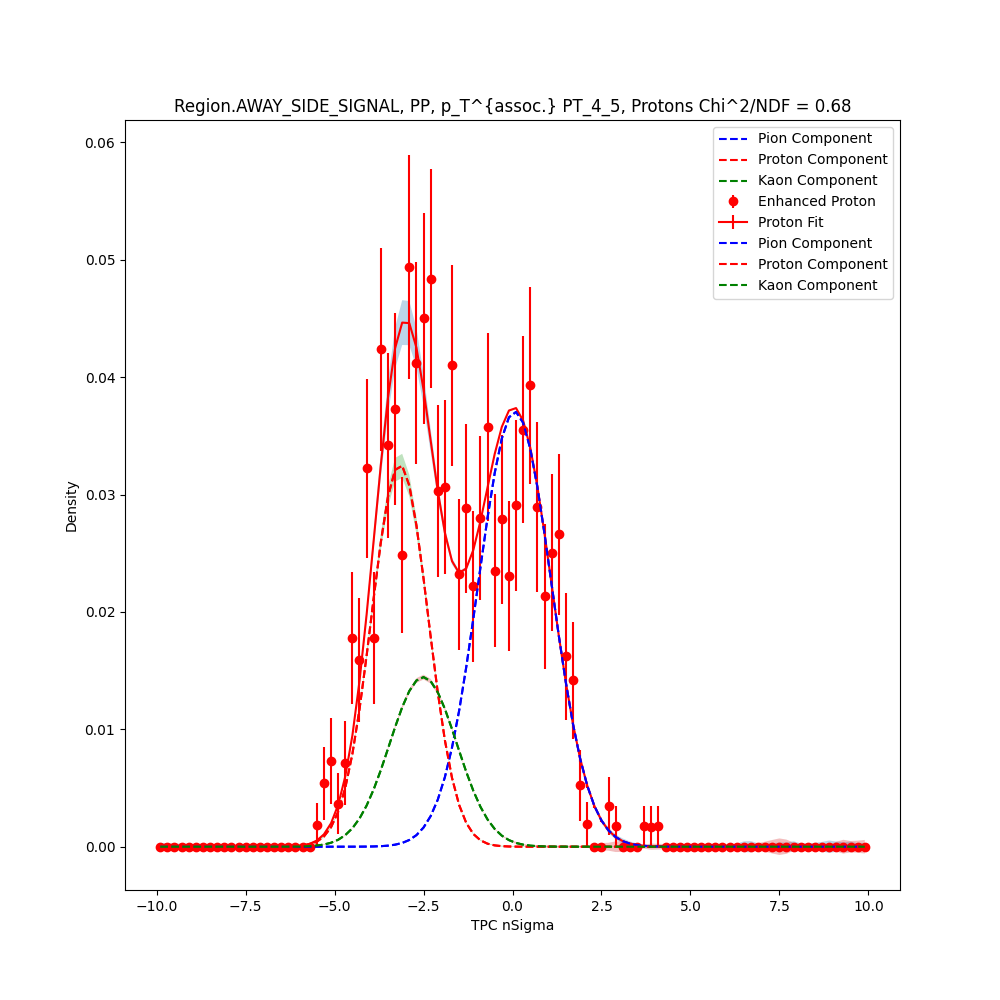 Region.AWAY_SIDE_SIGNAL, PP, p_T^{assoc.} PT_4_5, Protons Chi^2/NDF = 0.68
Pion Component
Proton Component
Kaon Component
Enhanced Proton
Proton Fit
Pion Component
Proton Component
Kaon Component
0.06
0.05
0.04
0.03
0.02
0.01
0.00
Density
−10.0 −7.5 −5.0 −2.5 0.0 2.5 5.0 7.5 10.0
TPC nSigma